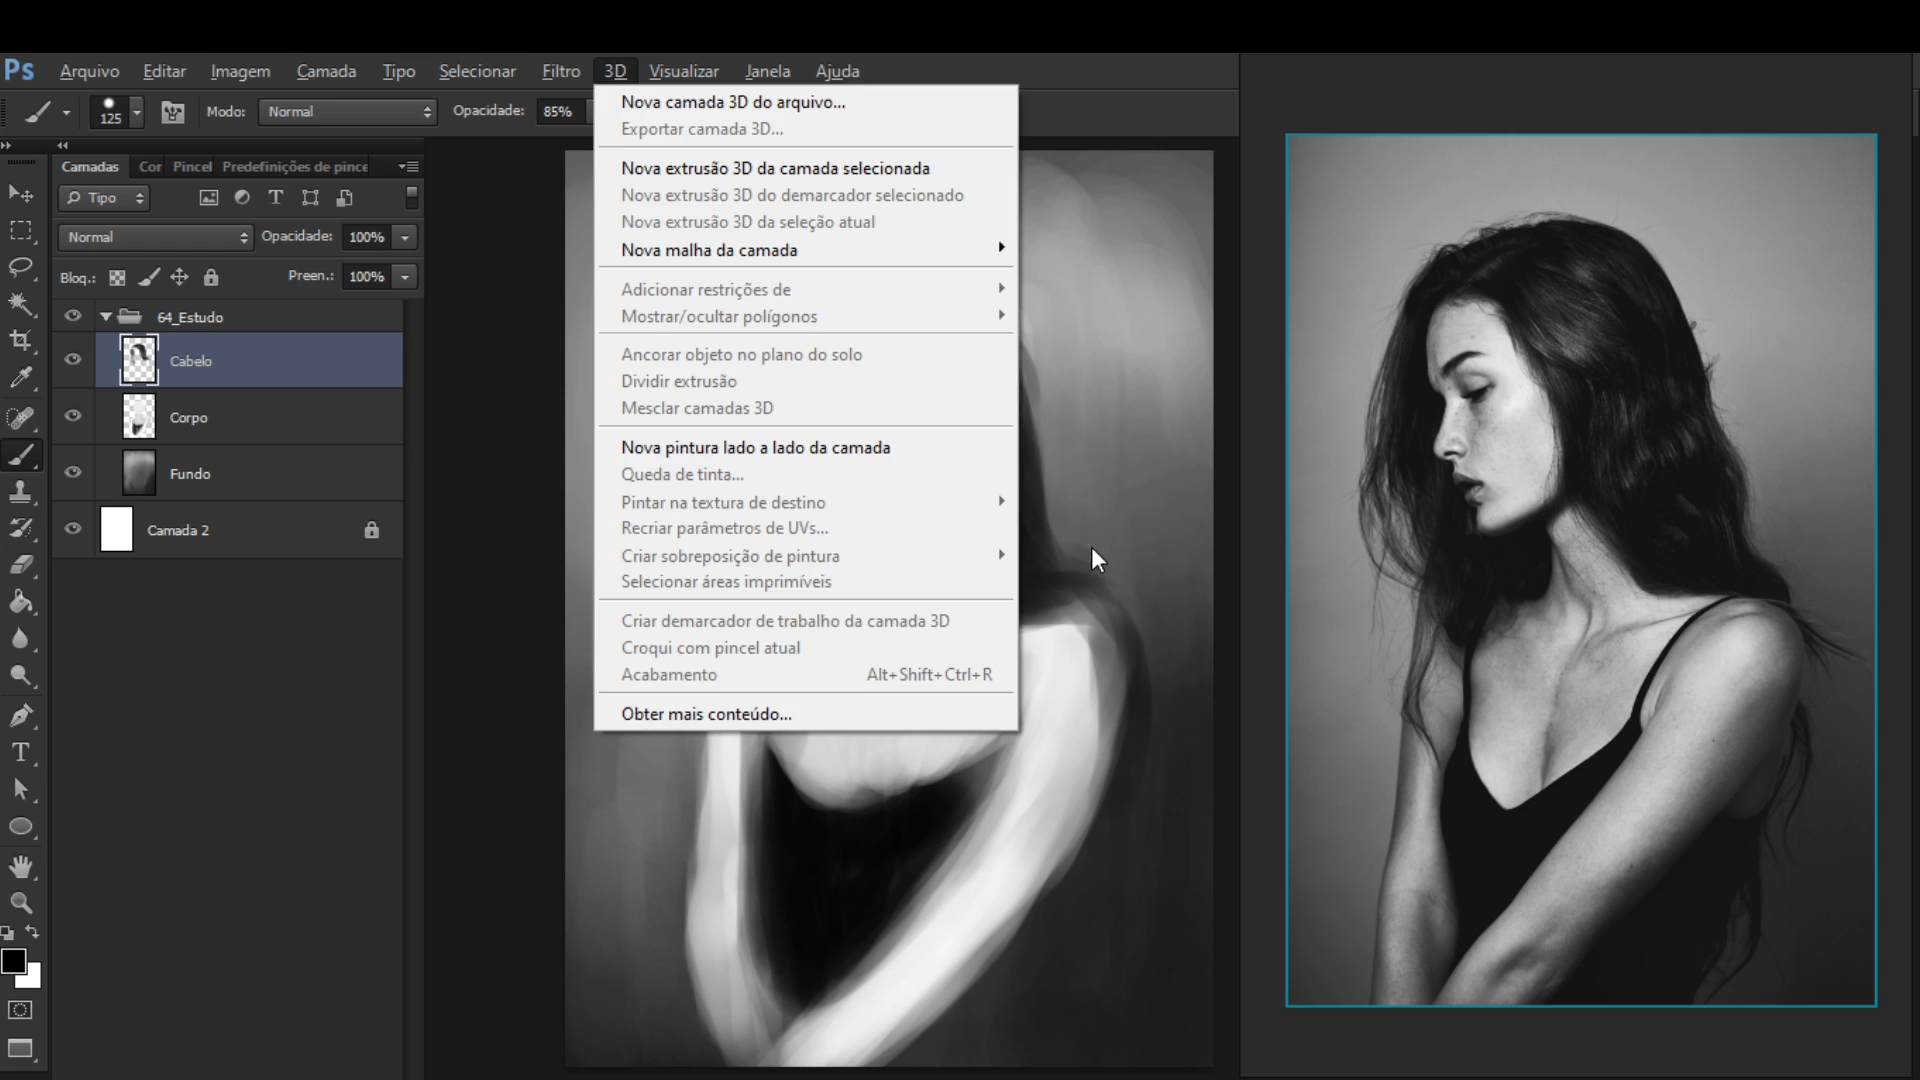 Ps Arquivo Editar Imagem Camada Tipo Selecionar Filtro 3D Visualizar Janela Ajuda
125 Modo: Normal Opacidade: 85%
Camadas Cor Pincel Predefinições de pince
Tipo
Normal Opacidade: 100%
Bloq.: Preen.: 100%
64_Estudo
Cabelo
Corpo
Fundo
Camada 2
T
Nova camada 3D do arquivo...
Exportar camada 3D...
Nova extrusão 3D da camada selecionada
Nova extrusão 3D do demarcador selecionado
Nova extrusão 3D da seleção atual
Nova malha da camada
Adicionar restrições de
Mostrar/ocultar polígonos
Ancorar objeto no plano do solo
Dividir extrusão
Mesclar camadas 3D
Nova pintura lado a lado da camada
Queda de tinta...
Pintar na textura de destino
Recriar parâmetros de UVs...
Criar sobreposição de pintura
Selecionar áreas imprimíveis
Criar demarcador de trabalho da camada 3D
Croqui com pincel atual
Acabamento Alt+Shift+Ctrl+R
Obter mais conteúdo...